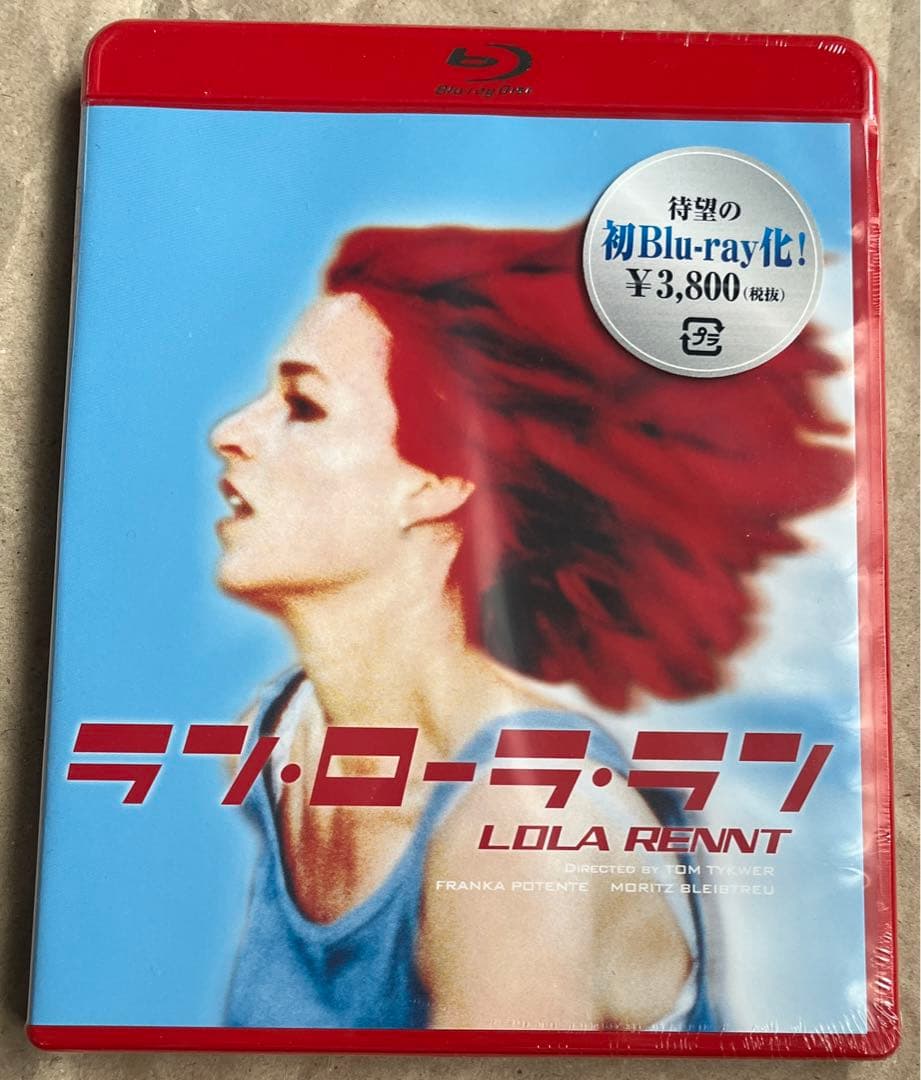 Blu-ray Disc
待望の
初Blu-ray化!
¥3,800(税抜)
プラ
ラン・ローラ・ラン
LOLA RENNT
DIRECTED BY TOM TYKWER
FRANKA POTENTE MORITZ BLEIBTREU